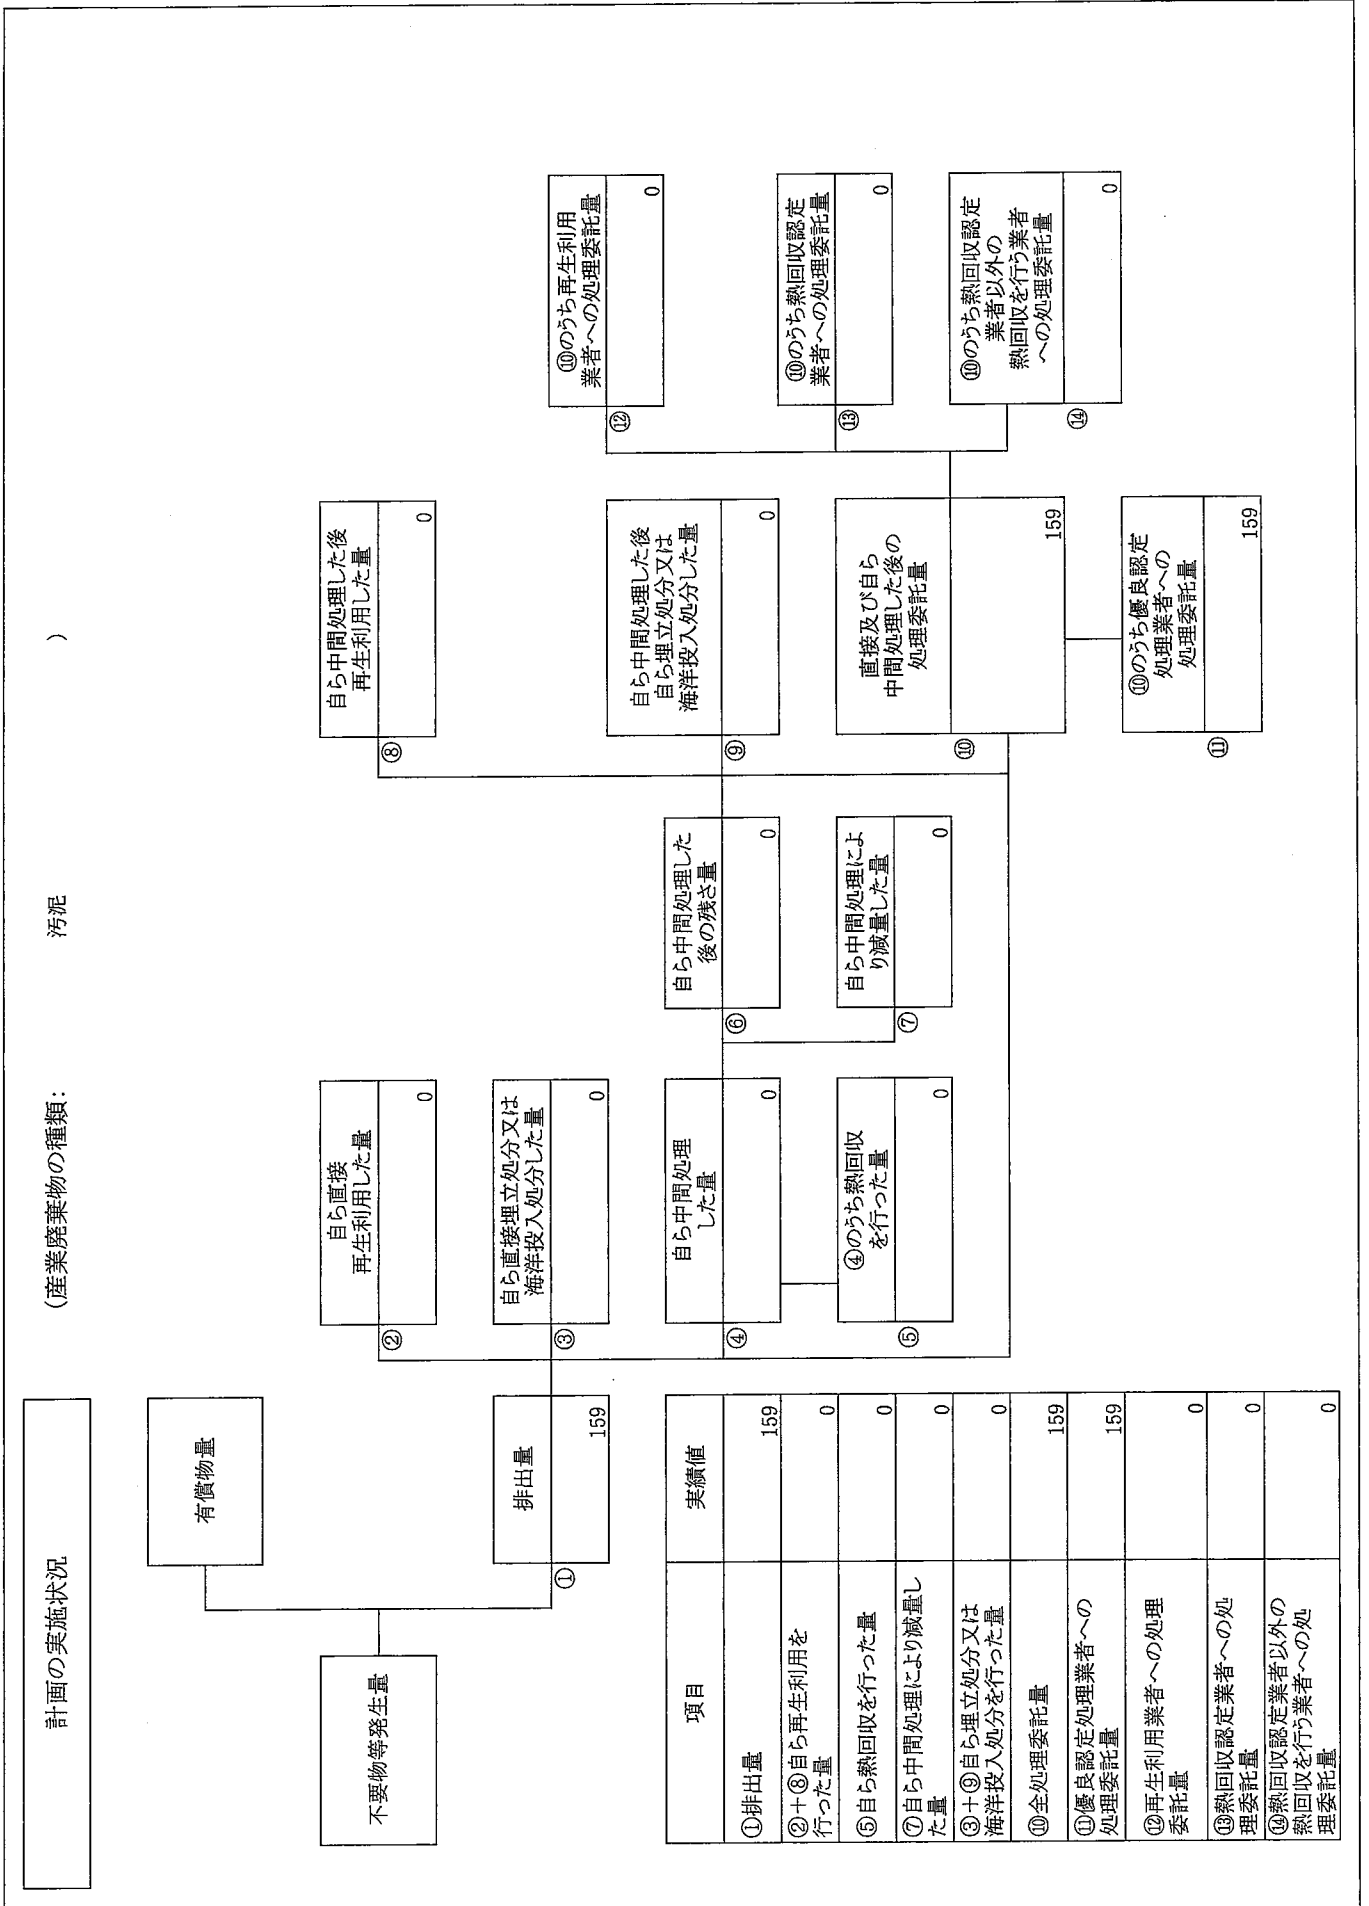 計画の実施状況
(産業廃棄物の種類: 汚泥 )
不要物等発生量
有償物量
①
排出量
159
②
自ら直接
再生利用した量
0
③
自ら直接埋立処分又は
海洋投入処分した量
0
④
自ら中間処理
した量
0
⑤
④のうち熱回収
を行った量
0
⑥
自ら中間処理した
後の残さ量
0
⑦
自ら中間処理によ
り減量した量
0
⑧
自ら中間処理した後
再生利用した量
0
⑨
自ら中間処理した後
自ら埋立処分又は
海洋投入処分した量
0
⑩
直接及び自ら
中間処理した後の
処理委託量
159
⑪
⑩のうち優良認定
処理業者への
処理委託量
159
⑫
⑩のうち再生利用
業者への処理委託量
0
⑬
⑩のうち熱回収認定
業者への処理委託量
0
⑭
⑩のうち熱回収認定
業者以外の
熱回収を行う業者
への処理委託量
0
項目 実績値
①排出量 159
②+⑧自ら再生利用を
行った量 0
⑤自ら熱回収を行った量 0
⑦自ら中間処理により減量し
た量 0
③+⑨自ら埋立処分又は
海洋投入処分を行った量 0
⑩全処理委託量 159
⑪優良認定処理業者への
処理委託量 159
⑫再生利用業者への処理
委託量 0
⑬熱回収認定業者への処
理委託量 0
⑭熱回収認定業者以外の
熱回収を行う業者への処
理委託量 0